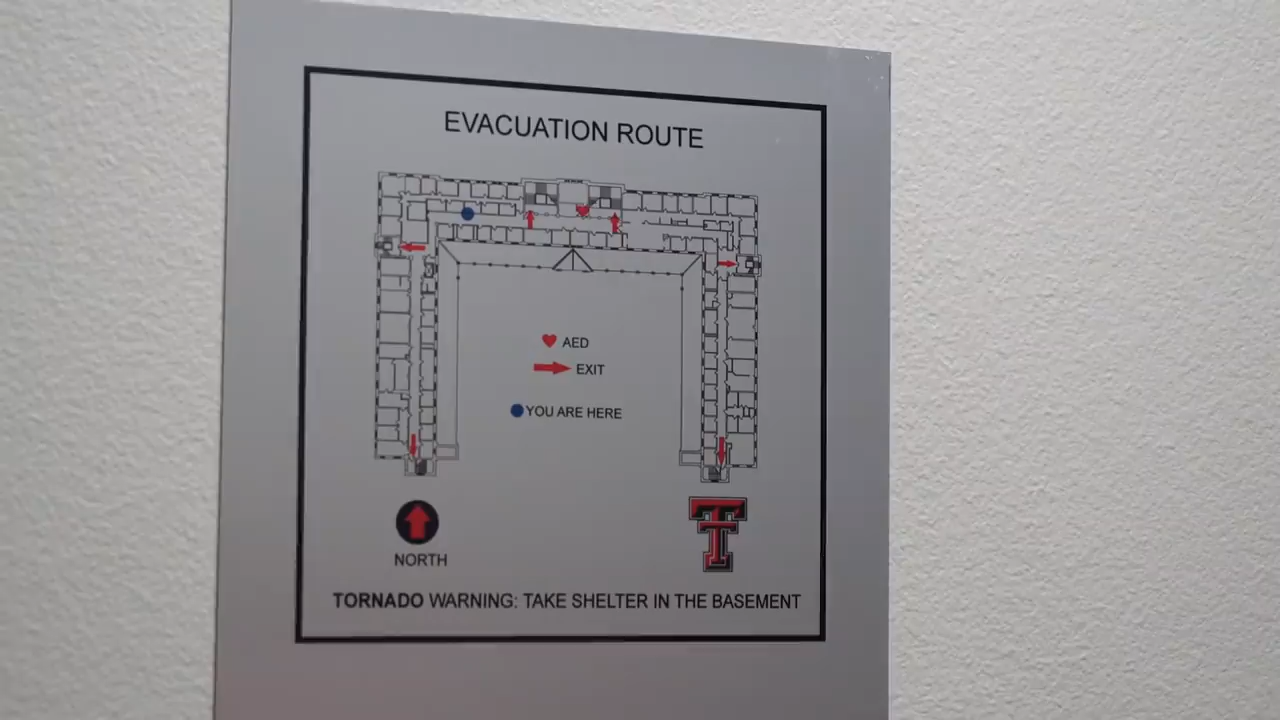 EVACUATION ROUTE
AED
EXIT
YOU ARE HERE
NORTH
TORNADO WARNING: TAKE SHELTER IN THE BASEMENT